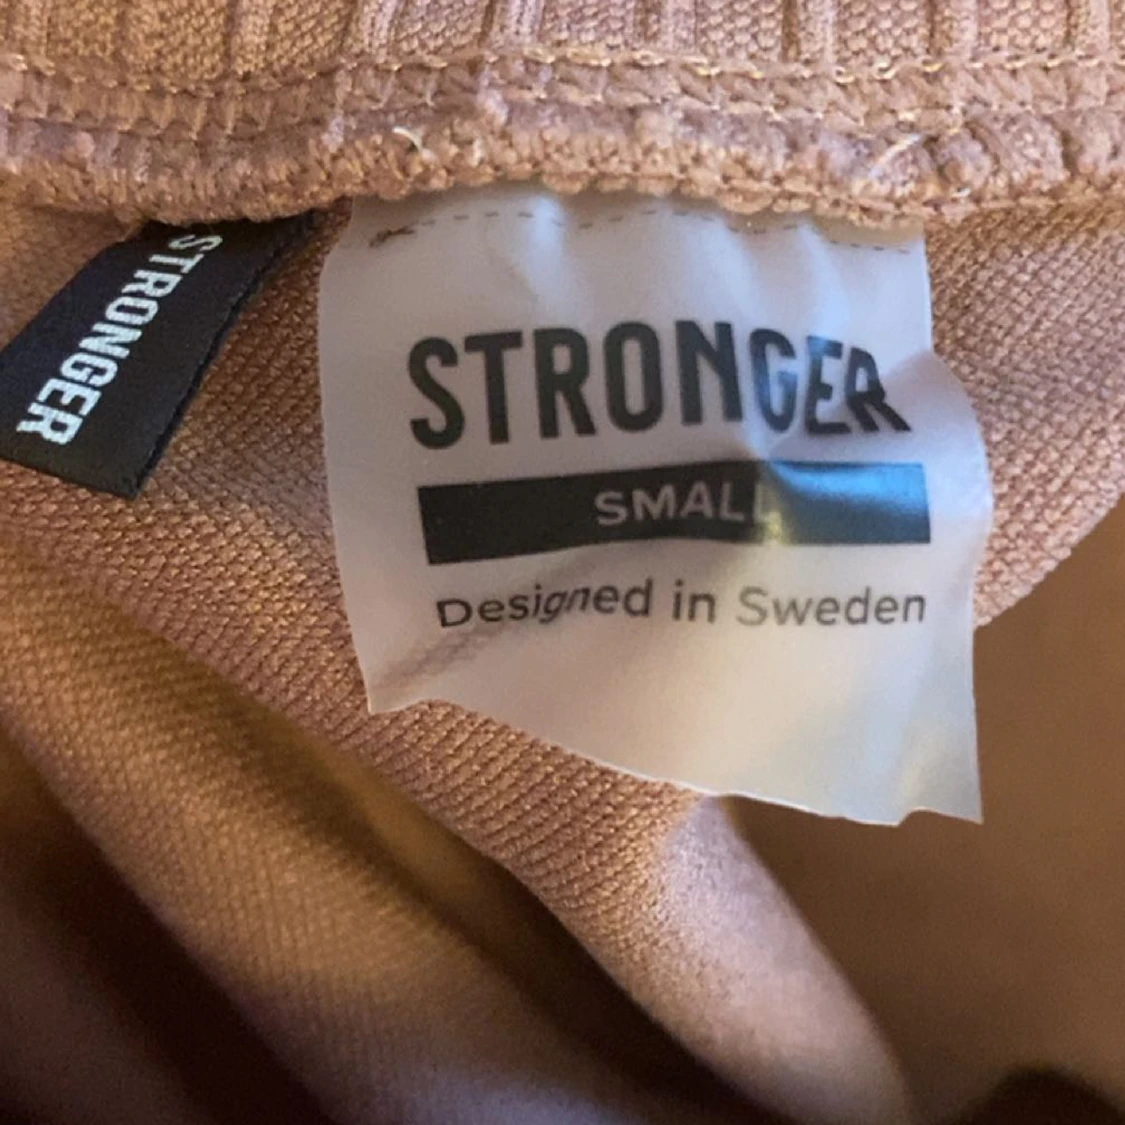 STRONGER
STRONGER
SMALL
Designed in Sweden